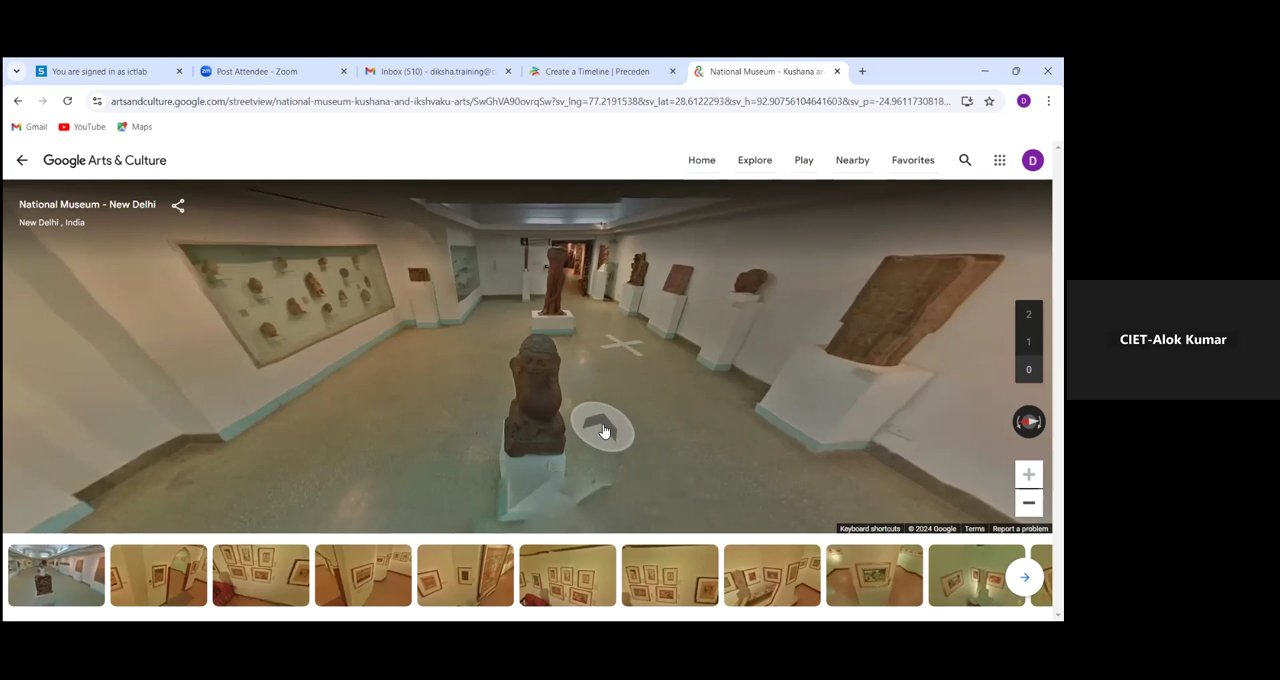 You are signed in as ictlab
Post Attendee - Zoom
Inbox (510) - diksha.training@c
Create a Timeline | Preceden
National Museum - Kushana an
artsandculture.google.com/streetview/national-museum-kushana-and-ikshvaku-arts/SwGhVA90ovrqSw?sv_lng=77.2191538&sv_lat=28.6122293&sv_h=92.90756104641603&sv_p=-24.9611730818...
D
Gmail
YouTube
Maps
Google Arts & Culture
Home
Explore
Play
Nearby
Favorites
D
National Museum - New Delhi
New Delhi , India
2
1
0
CIET-Alok Kumar
Keyboard shortcuts
© 2024 Google
Terms
Report a problem